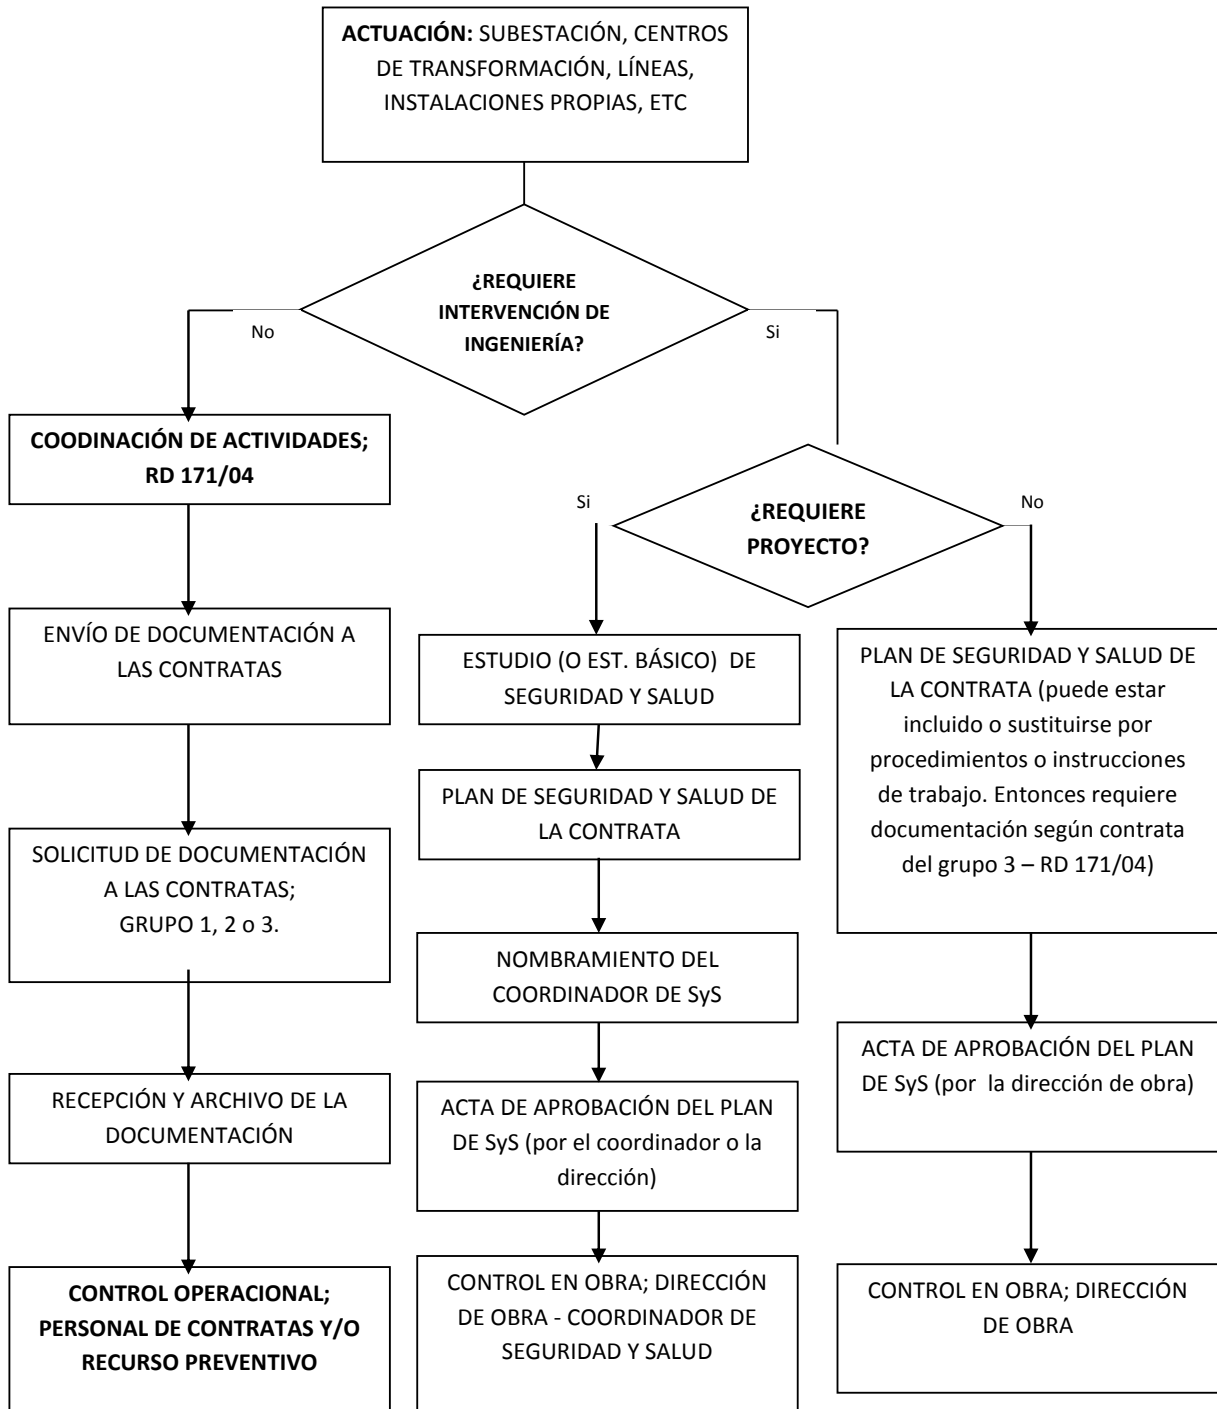 ACTUACIÓN: SUBESTACIÓN, CENTROS
DE TRANSFORMACIÓN, LÍNEAS,
INSTALACIONES PROPIAS, ETC
¿REQUIERE
INTERVENCIÓN DE
INGENIERÍA?
No
Si
COODINACIÓN DE ACTIVIDADES;
RD 171/04
ENVÍO DE DOCUMENTACIÓN A
LAS CONTRATAS
SOLICITUD DE DOCUMENTACIÓN
A LAS CONTRATAS;
GRUPO 1, 2 o 3.
RECEPCIÓN Y ARCHIVO DE LA
DOCUMENTACIÓN
CONTROL OPERACIONAL;
PERSONAL DE CONTRATAS Y/O
RECURSO PREVENTIVO
¿REQUIERE
PROYECTO?
Si
No
ESTUDIO (O EST. BÁSICO) DE
SEGURIDAD Y SALUD
PLAN DE SEGURIDAD Y SALUD DE
LA CONTRATA
NOMBRAMIENTO DEL
COORDINADOR DE SyS
ACTA DE APROBACIÓN DEL PLAN
DE SyS (por el coordinador o la
dirección)
CONTROL EN OBRA; DIRECCIÓN
DE OBRA - COORDINADOR DE
SEGURIDAD Y SALUD
PLAN DE SEGURIDAD Y SALUD DE
LA CONTRATA (puede estar
incluido o sustituirse por
procedimientos o instrucciones
de trabajo. Entonces requiere
documentación según contrata
del grupo 3 – RD 171/04)
ACTA DE APROBACIÓN DEL PLAN
DE SyS (por la dirección de obra)
CONTROL EN OBRA; DIRECCIÓN
DE OBRA